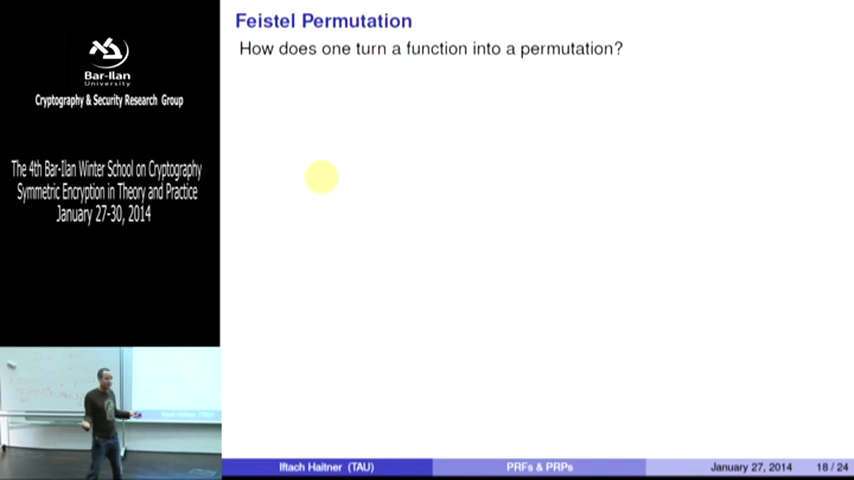 Bar-Ilan
University
Cryptography & Security Research Group
The 4th Bar-Ilan Winter School on Cryptography
Symmetric Encryption in Theory and Practice
January 27-30, 2014
Feistel Permutation
How does one turn a function into a permutation?
Iftach Haitner (TAU) PRFs & PRPs January 27, 2014 18 / 24